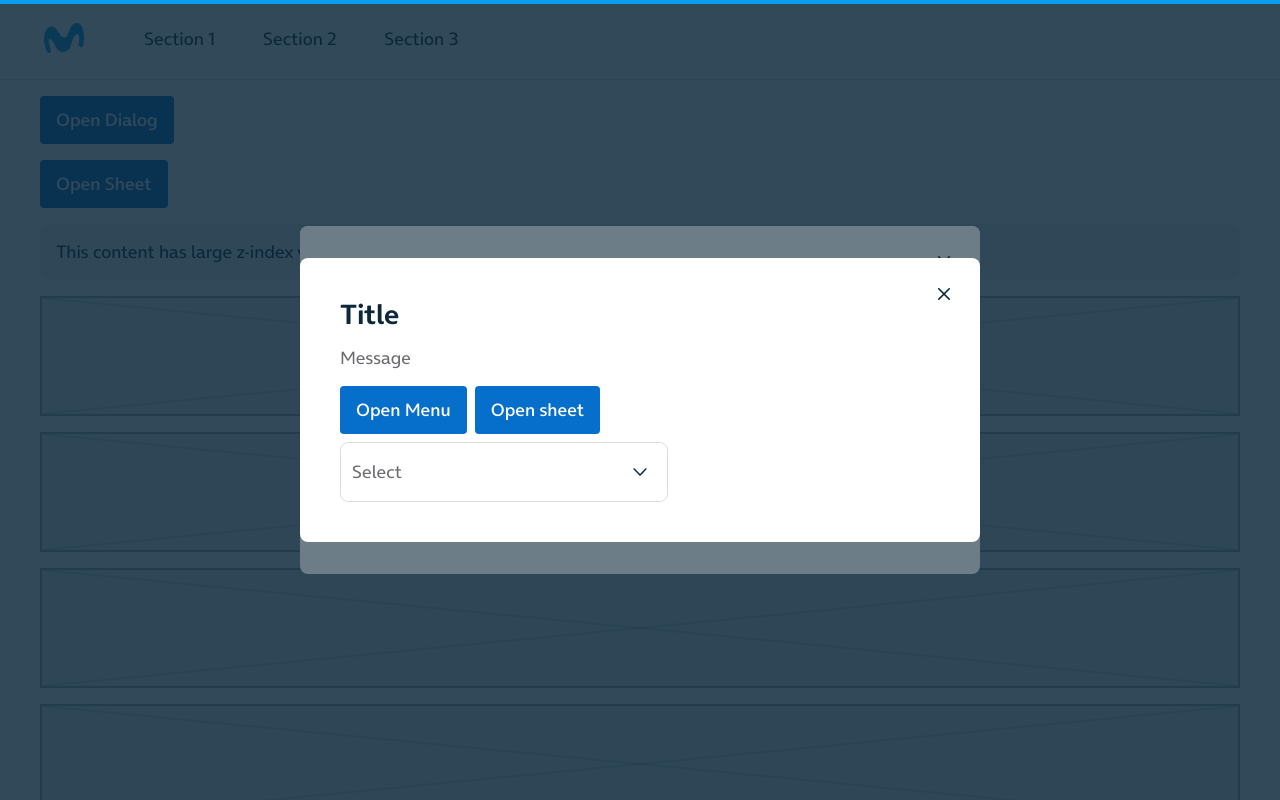 Section 1 Section 2 Section 3
Open Dialog
Open Sheet
This content has large z-index
Title
Message
Open Menu Open sheet
Select